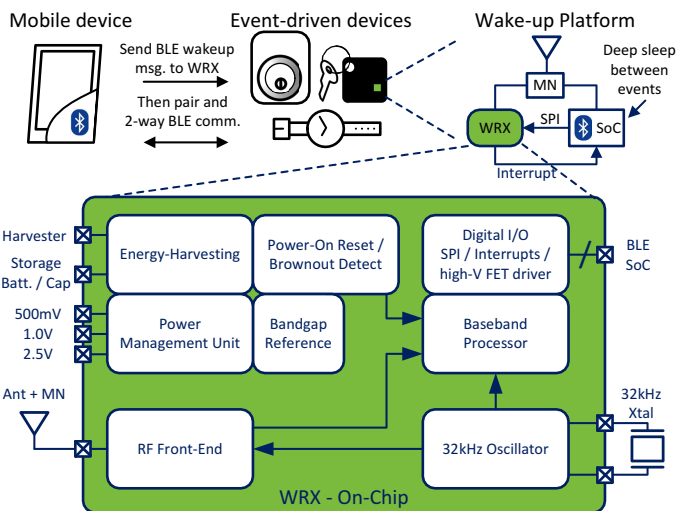 Mobile device
Event-driven devices
Wake-up Platform
Send BLE wakeup
msg. to WRX
Then pair and
2-way BLE comm.
Deep sleep
between
events
MN
WRX
SPI
SoC
Interrupt
Harvester
Storage
Batt. / Cap
500mV
1.0V
2.5V
Ant + MN
Energy-Harvesting
Power-On Reset /
Brownout Detect
Digital I/O
SPI / Interrupts /
high-V FET driver
BLE
SoC
Power
Management Unit
Bandgap
Reference
Baseband
Processor
RF Front-End
32kHz Oscillator
32kHz
Xtal
WRX - On-Chip